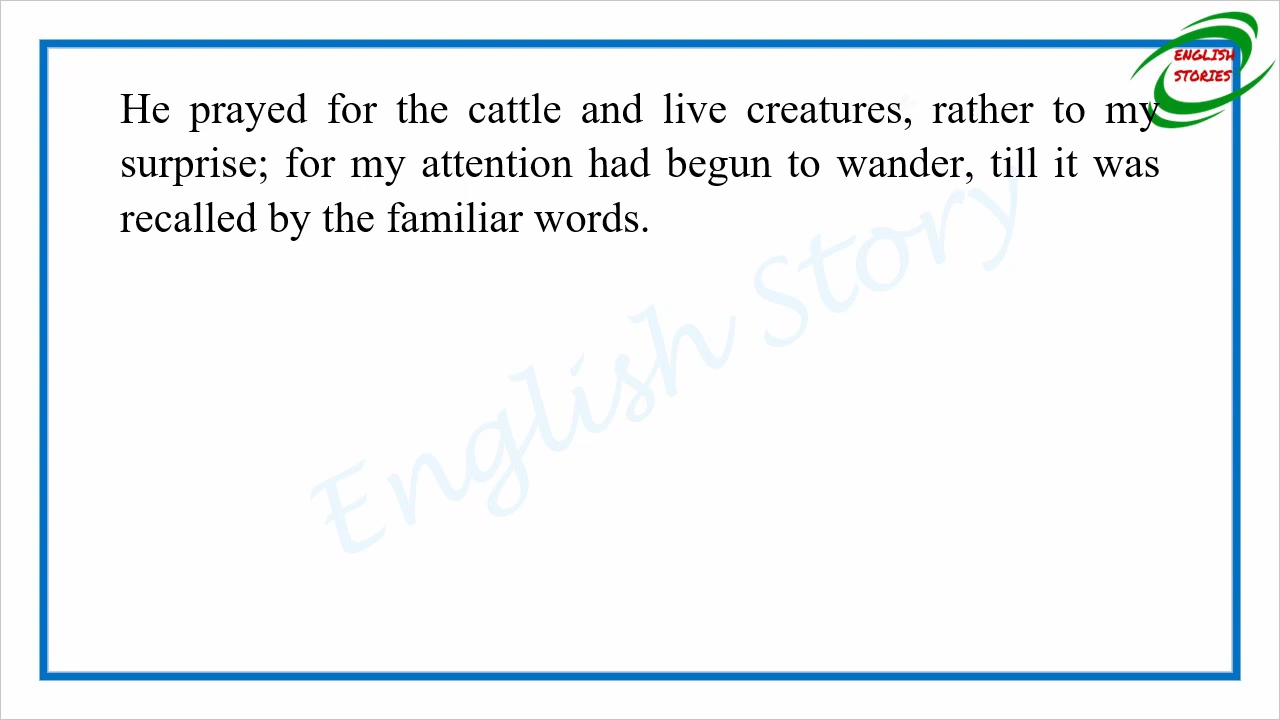 ENGLISH
STORIES
He prayed for the cattle and live creatures, rather to my
surprise; for my attention had begun to wander, till it was
recalled by the familiar words.
English Story